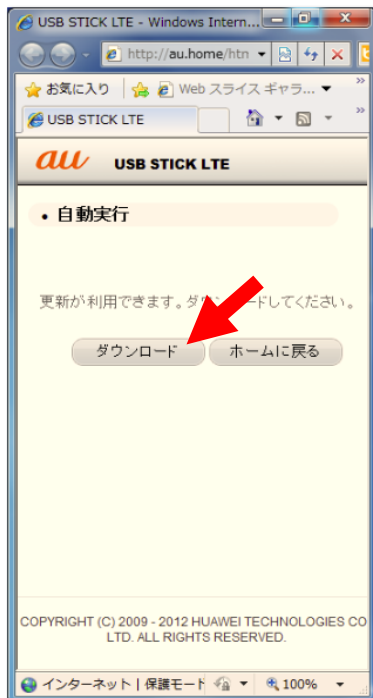 USB STICK LTE - Windows Intern...
http://au.home/htn
お気に入り Web スライス ギャラ...
USB STICK LTE
au USB STICK LTE
• 自動実行
更新が利用できます。ダウンロードしてください。
ダウンロード ホームに戻る
COPYRIGHT (C) 2009 - 2012 HUAWEI TECHNOLOGIES CO
LTD. ALL RIGHTS RESERVED.
インターネット | 保護モード 100%